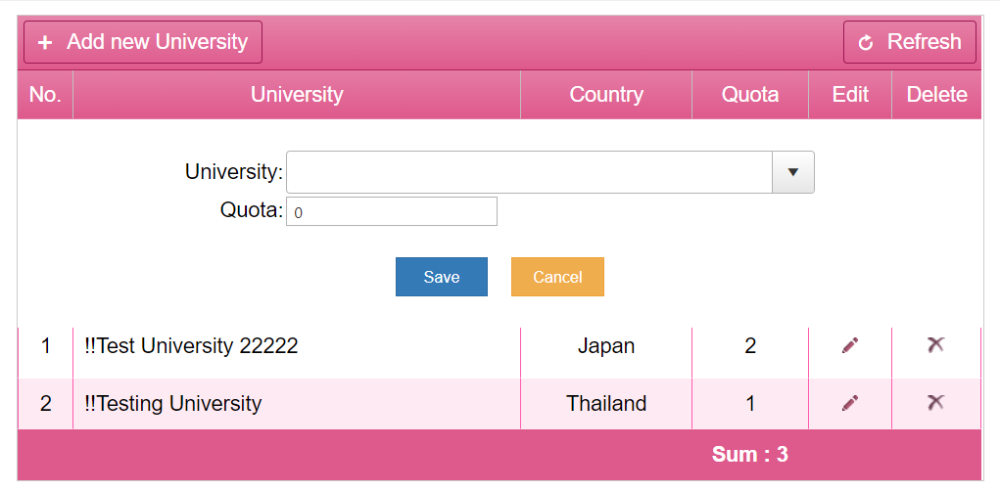 + Add new University Refresh
No. University Country Quota Edit Delete
University:
Quota: 0
Save Cancel
1 !!Test University 22222 Japan 2
2 !!Testing University Thailand 1
Sum : 3